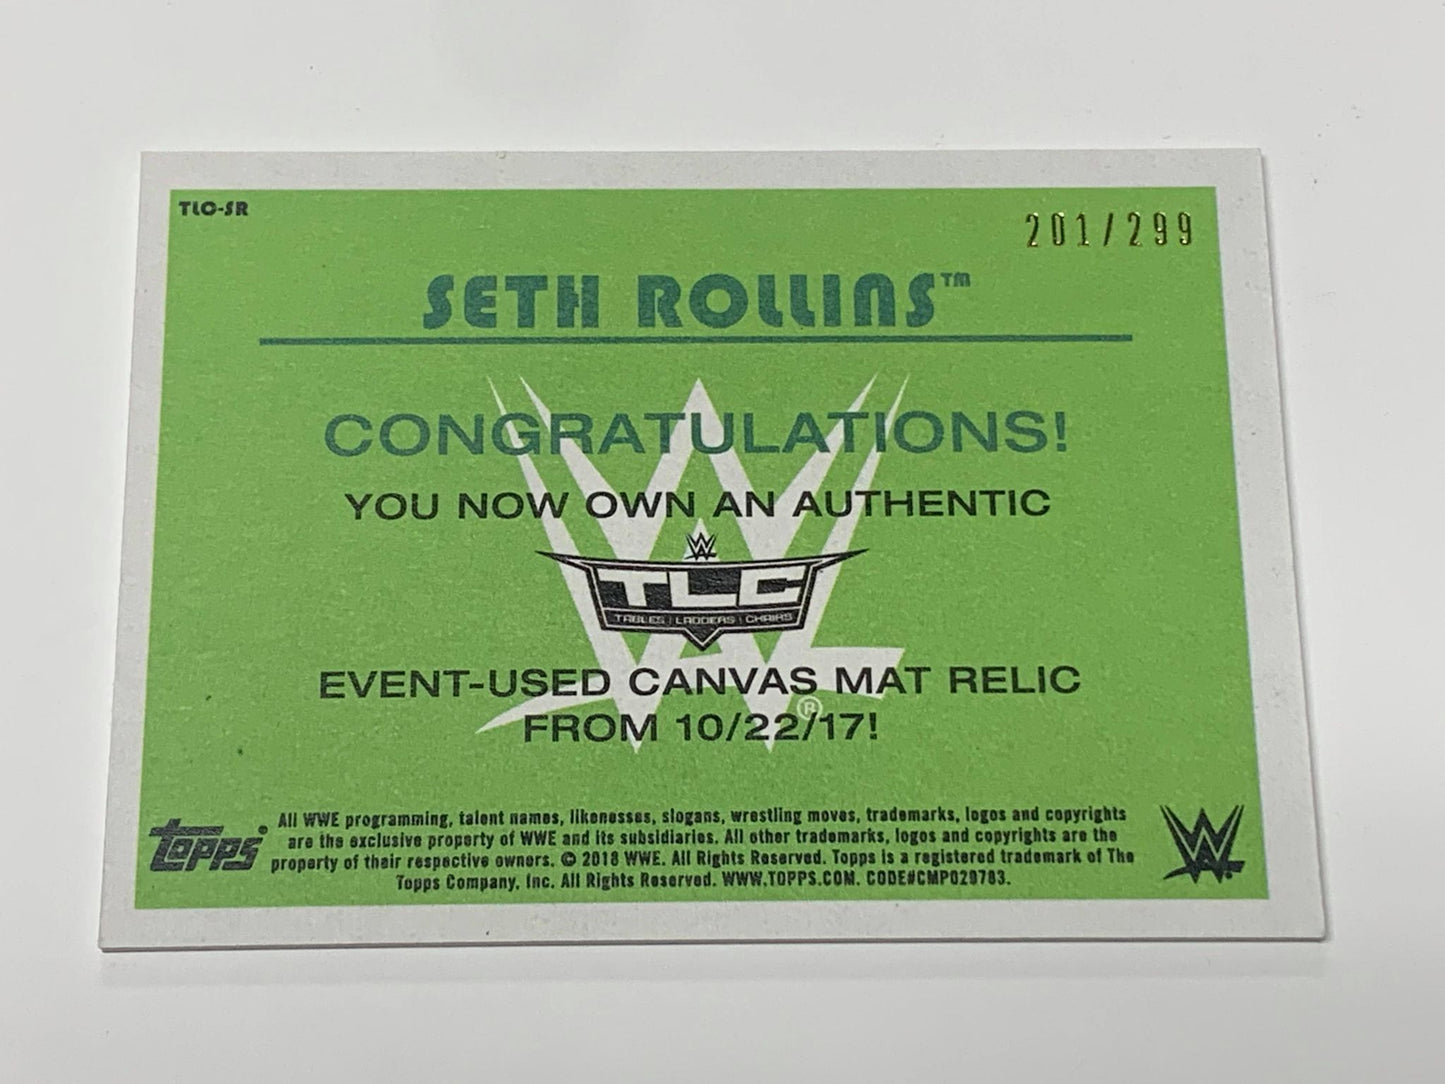 TLC-SR
201/299
SETH ROLLINS™
CONGRATULATIONS!
YOU NOW OWN AN AUTHENTIC
W
TLC
TABLES | LADDERS | CHAIRS
EVENT-USED CANVAS MAT RELIC
FROM 10/22/17!
®
All WWE programming, talent names, likenesses, slogans, wrestling moves, trademarks, logos and copyrights
are the exclusive property of WWE and its subsidiaries. All other trademarks, logos and copyrights are the
property of their respective owners. © 2018 WWE. All Rights Reserved. Topps is a registered trademark of The
Topps Company, Inc. All Rights Reserved. WWW.TOPPS.COM. CODE#CMP029783.
topps®
W